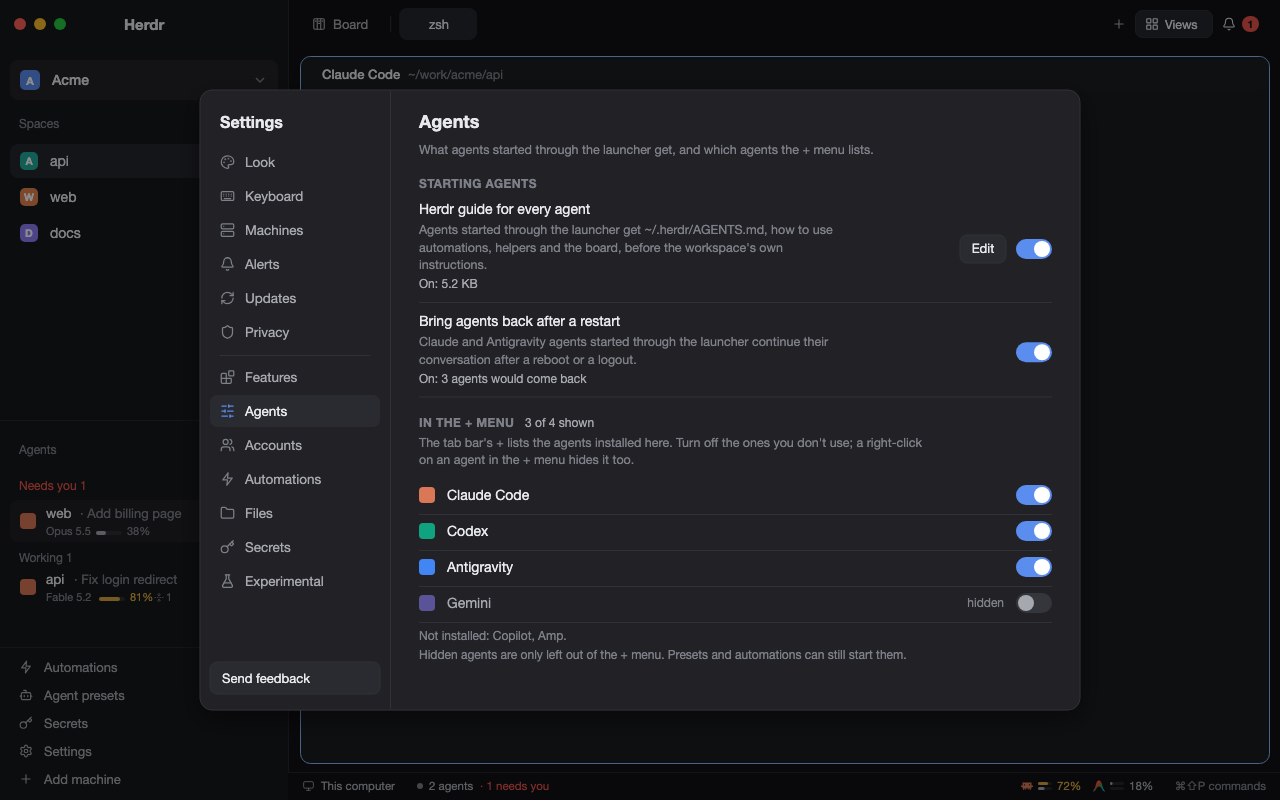 Herdr
Board
zsh
Views
1
A
Acme
Spaces
A
api
W
web
D
docs
Agents
Needs you 1
web · Add billing page
Opus 5.5 38%
Working 1
api · Fix login redirect
Fable 5.2 81% 1
Automations
Agent presets
Secrets
Settings
Add machine
Claude Code ~/work/acme/api
Settings
Look
Keyboard
Machines
Alerts
Updates
Privacy
Features
Agents
Accounts
Automations
Files
Secrets
Experimental
Send feedback
Agents
What agents started through the launcher get, and which agents the + menu lists.
STARTING AGENTS
Herdr guide for every agent
Agents started through the launcher get ~/.herdr/AGENTS.md, how to use
automations, helpers and the board, before the workspace's own
instructions.
On: 5.2 KB
Edit
Bring agents back after a restart
Claude and Antigravity agents started through the launcher continue their
conversation after a reboot or a logout.
On: 3 agents would come back
IN THE + MENU 3 of 4 shown
The tab bar's + lists the agents installed here. Turn off the ones you don't use; a right-click
on an agent in the + menu hides it too.
Claude Code
Codex
Antigravity
Gemini hidden
Not installed: Copilot, Amp.
Hidden agents are only left out of the + menu. Presets and automations can still start them.
This computer
2 agents · 1 needs you
72%
18%
⌘⇧P commands